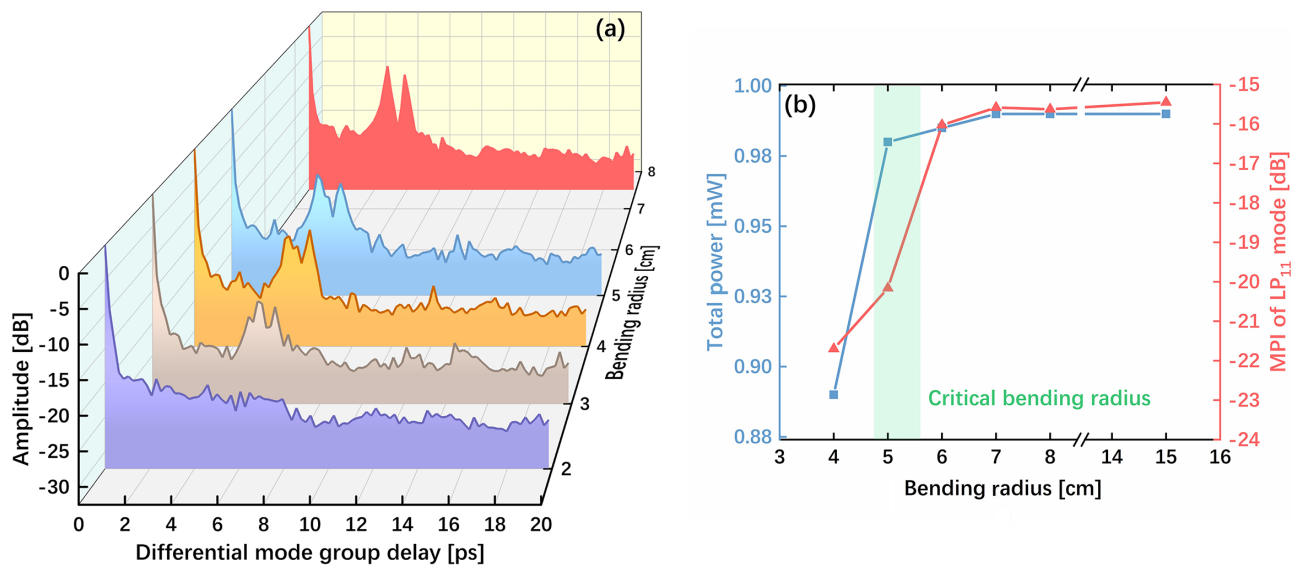 (a)
0
-5
-10
-15
-20
-25
-30
Amplitude [dB]
0 2 4 6 8 10 12 14 16 18 20
Differential mode group delay [ps]
2
3
4
5
6
7
8
Bending radius [cm]
(b)
1.00
0.98
0.95
0.93
0.90
0.88
Total power [mW]
3 4 5 6 7 8 14 15 16
Bending radius [cm]
Critical bending radius
-15
-16
-17
-18
-19
-20
-21
-22
-23
-24
MPI of LP11 mode [dB]